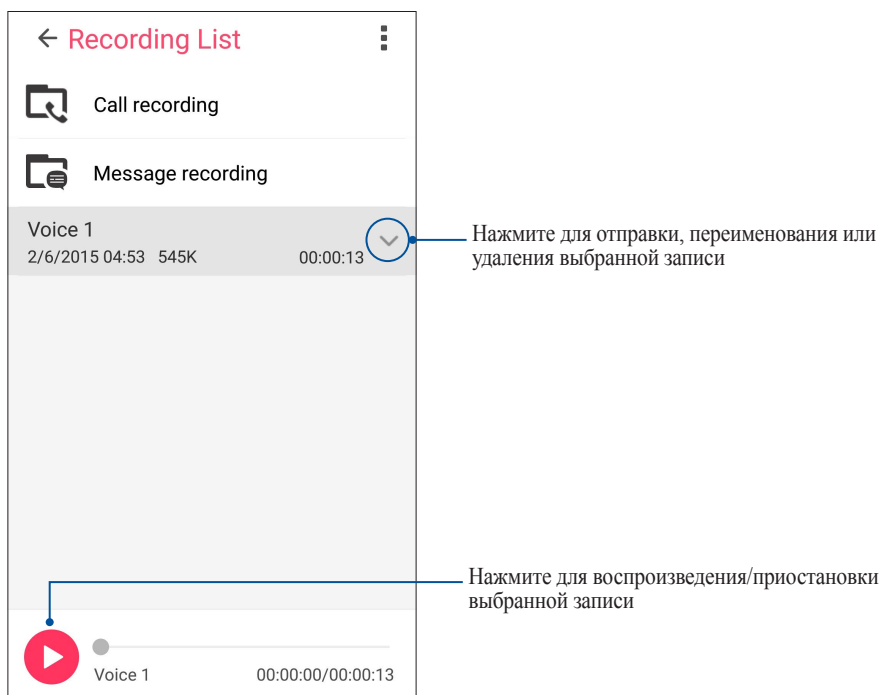 Recording List
Call recording
Message recording
Voice 1
2/6/2015 04:53 545K 00:00:13
Нажмите для отправки, переименования или
удаления выбранной записи
Нажмите для воспроизведения/приостановки
выбранной записи
Voice 1 00:00:00/00:00:13